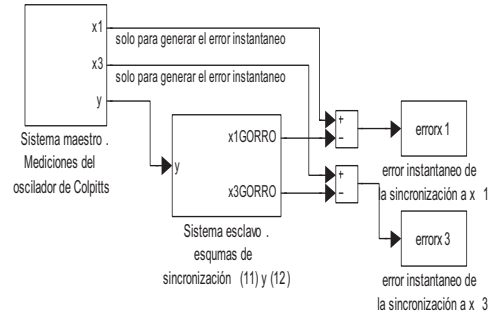 x1
solo para generar el error instantaneo
x3
solo para generar el error instantaneo
y
Sistema maestro .
Mediciones del
oscilador de Colpitts
y
x1GORRO
x3GORRO
Sistema esclavo .
esqumas de
sincronización (11) y (12)
+
−
+
−
errorx 1
error instantaneo de
la sincronización a x 1
errorx 3
error instantaneo de
la sincronización a x 3